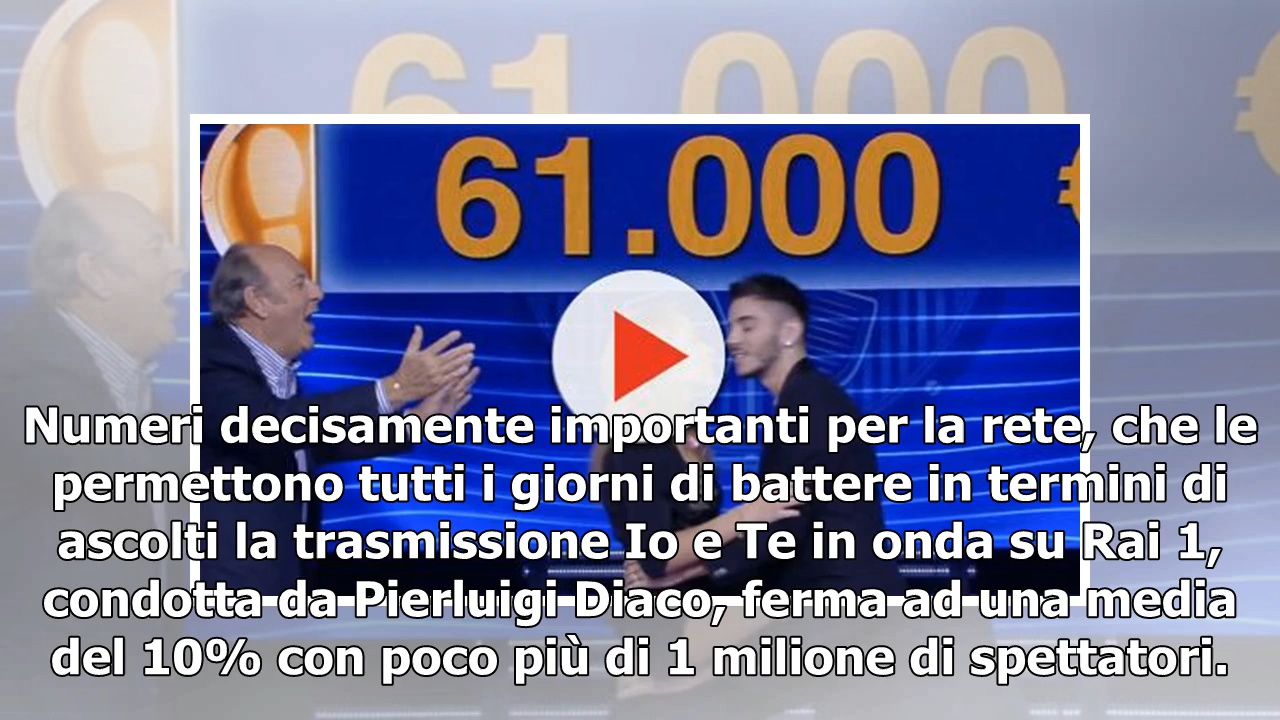 61.000 €
61.000 €
Numeri decisamente importanti per la rete, che le
permettono tutti i giorni di battere in termini di
ascolti la trasmissione Io e Te in onda su Rai 1,
condotta da Pierluigi Diaco, ferma ad una media
del 10% con poco più di 1 milione di spettatori.